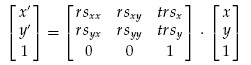 [x′] [rs_xx rs_xy trs_x] [x]
[y′] = [rs_yx rs_yy trs_y] · [y]
[1] [0 0 1] [1]